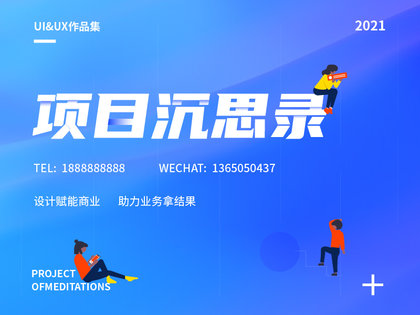 UI&UX作品集
2021
项目沉思录
TEL: 1888888888
WECHAT: 1365050437
设计赋能商业 助力业务拿结果
PROJECT
OFMEDITATIONS